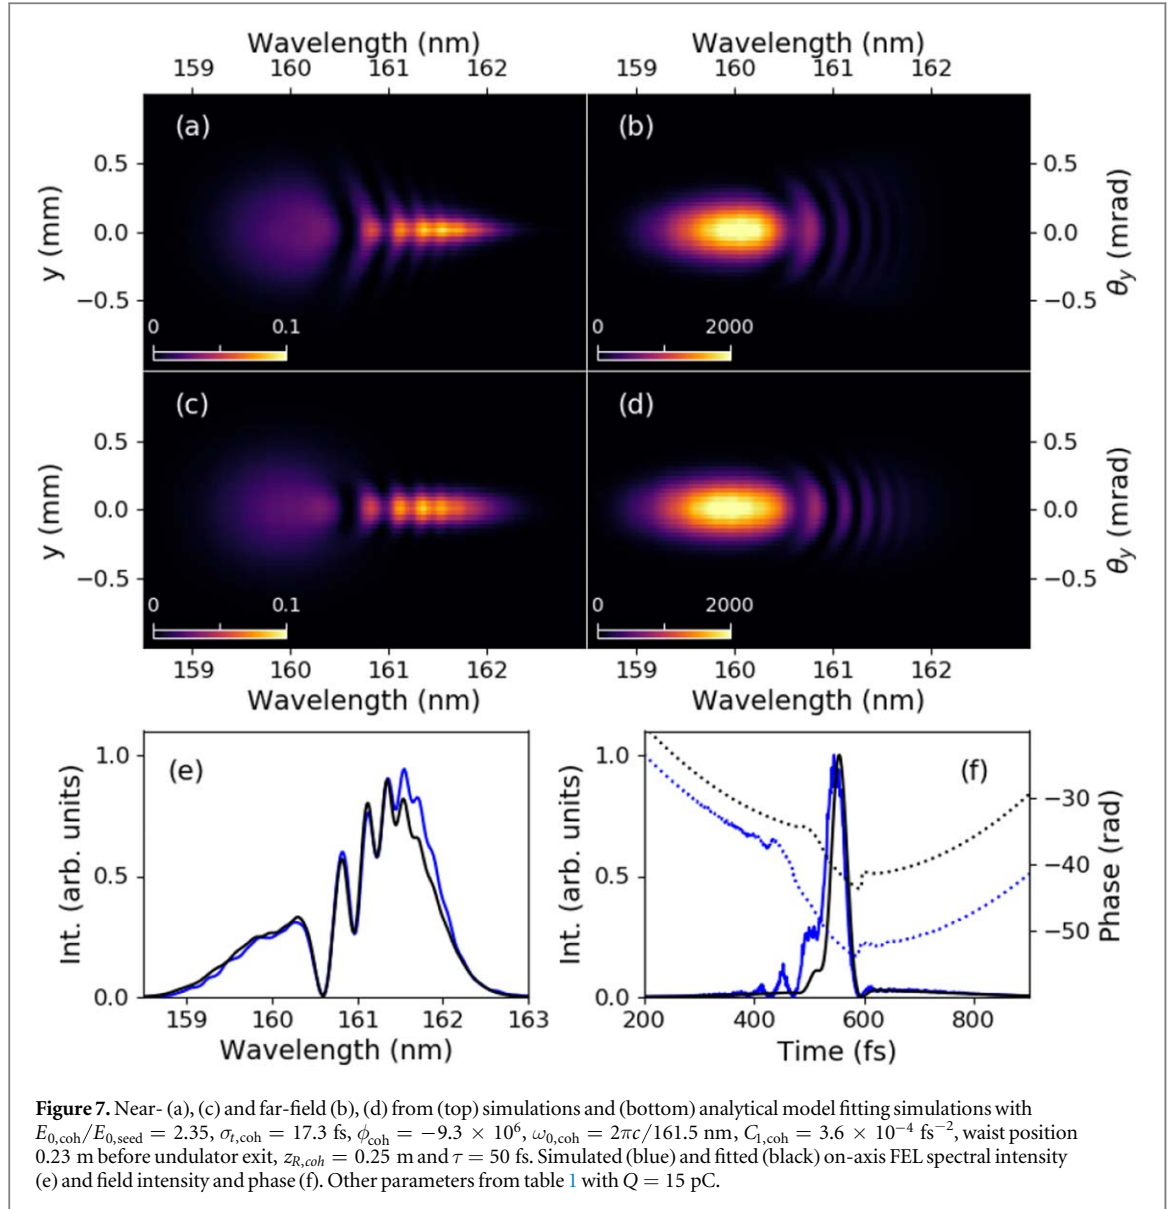 Wavelength (nm) Wavelength (nm)
159 160 161 162 159 160 161 162
(a) (b)
0.5 0.5
0.0 0.0
−0.5 −0.5
y (mm) θy (mrad)
0 0.1 0 2000
(c) (d)
0.5 0.5
0.0 0.0
−0.5 −0.5
y (mm) θy (mrad)
0 0.1 0 2000
159 160 161 162 159 160 161 162
Wavelength (nm) Wavelength (nm)
(e) (f)
1.0 1.0
0.5 0.5
0.0 0.0
Int. (arb. units) Int. (arb. units)
−30
−40
−50
Phase (rad)
159 160 161 162 163 200 400 600 800
Wavelength (nm) Time (fs)
Figure 7. Near- (a), (c) and far-field (b), (d) from (top) simulations and (bottom) analytical model fitting simulations with
E0,coh/E0,seed = 2.35, σt,coh = 17.3 fs, ϕcoh = −9.3 × 10⁶, ω0,coh = 2πc/161.5 nm, C1,coh = 3.6 × 10⁻⁴ fs⁻², waist position
0.23 m before undulator exit, zR,coh = 0.25 m and τ = 50 fs. Simulated (blue) and fitted (black) on-axis FEL spectral intensity
(e) and field intensity and phase (f). Other parameters from table 1 with Q = 15 pC.